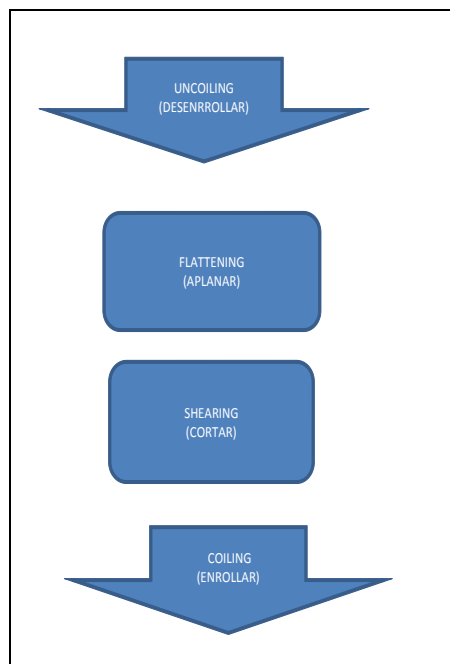 UNCOILING
(DESENRROLLAR)
FLATTENING
(APLANAR)
SHEARING
(CORTAR)
COILING
(ENROLLAR)